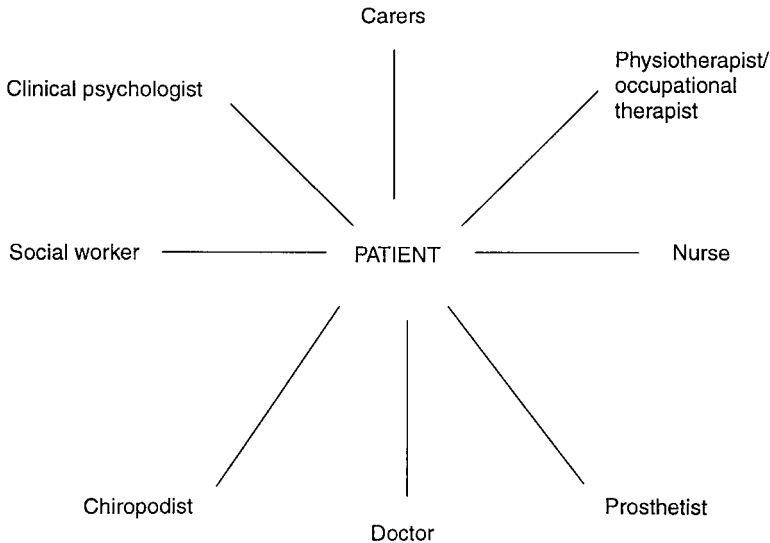 Carers
Physiotherapist/
occupational
therapist
Clinical psychologist
Social worker
PATIENT
Nurse
Chiropodist
Prosthetist
Doctor